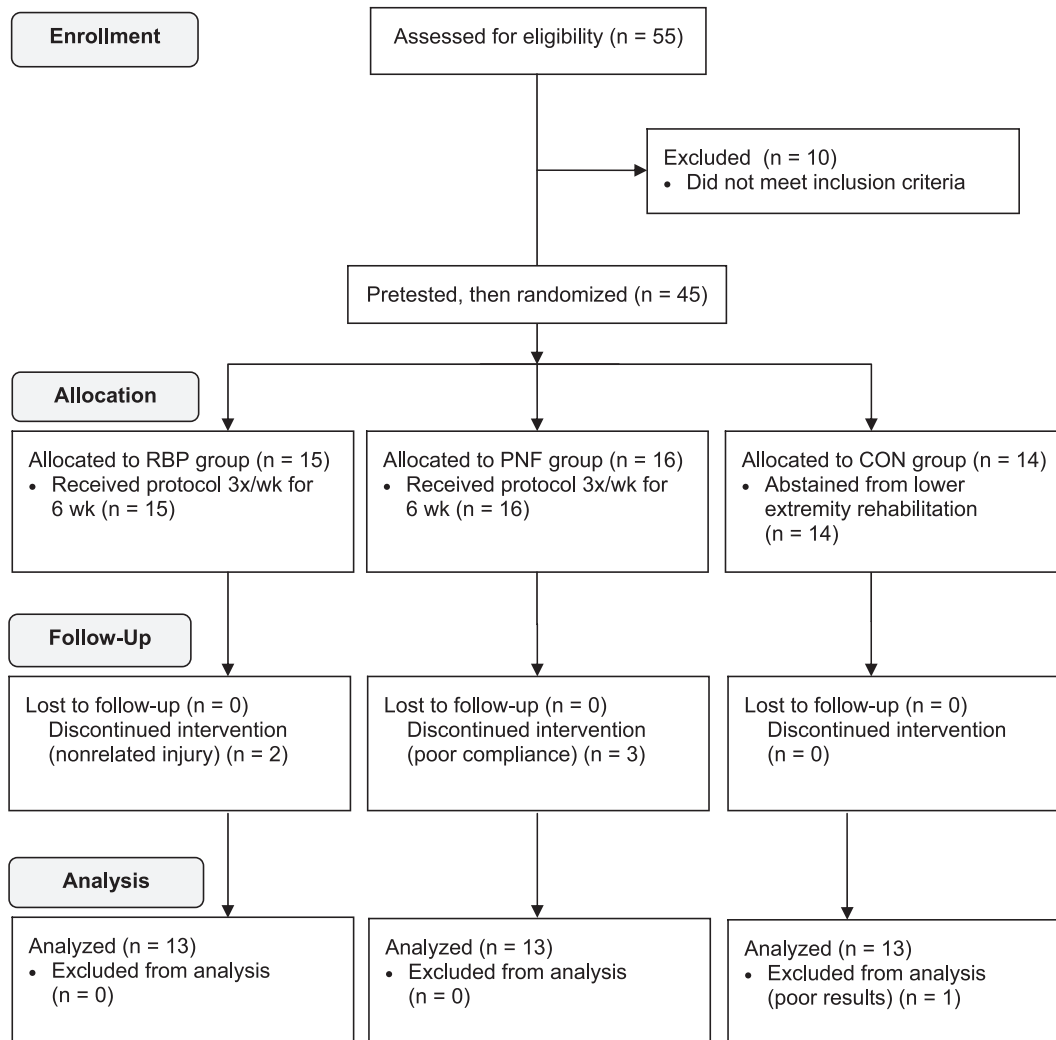 Enrollment
Assessed for eligibility (n = 55)
Excluded (n = 10)
• Did not meet inclusion criteria
Pretested, then randomized (n = 45)
Allocation
Allocated to RBP group (n = 15)
• Received protocol 3x/wk for
6 wk (n = 15)
Allocated to PNF group (n = 16)
• Received protocol 3x/wk for
6 wk (n = 16)
Allocated to CON group (n = 14)
• Abstained from lower
extremity rehabilitation
(n = 14)
Follow-Up
Lost to follow-up (n = 0)
Discontinued intervention
(nonrelated injury) (n = 2)
Lost to follow-up (n = 0)
Discontinued intervention
(poor compliance) (n = 3)
Lost to follow-up (n = 0)
Discontinued intervention
(n = 0)
Analysis
Analyzed (n = 13)
• Excluded from analysis
(n = 0)
Analyzed (n = 13)
• Excluded from analysis
(n = 0)
Analyzed (n = 13)
• Excluded from analysis
(poor results) (n = 1)